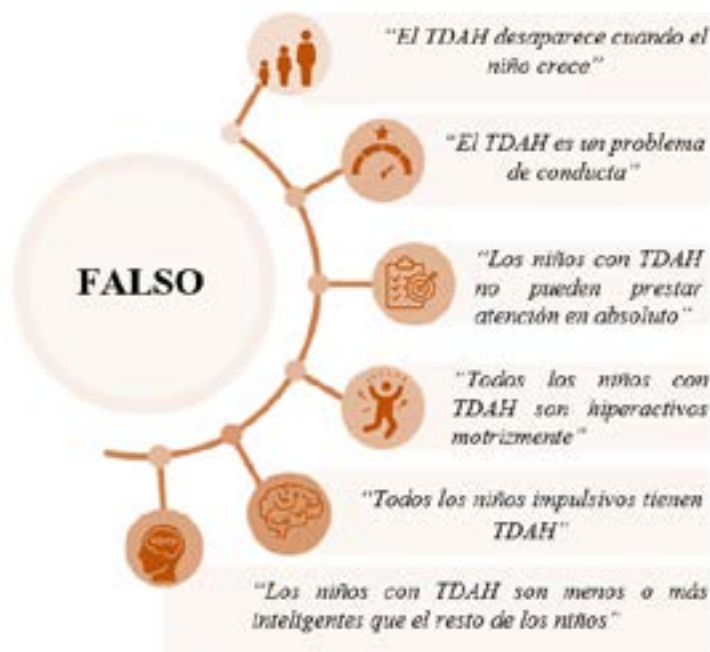 “El TDAH desaparece cuando el
niño crece”
“El TDAH es un problema
de conducta”
FALSO
“Los niños con TDAH
no pueden prestar
atención en absoluto”
“Todos los niños con
TDAH son hiperactivos
motrizmente”
“Todos los niños impulsivos tienen
TDAH”
“Los niños con TDAH son menos o más
inteligentes que el resto de los niños”